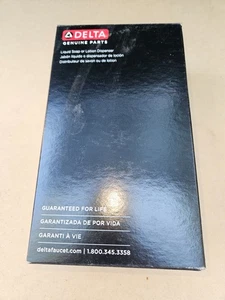 DELTA
GENUINE PARTS
Liquid Soap or Lotion Dispenser
Jabón líquido o dispensador de loción
Distributeur de savon ou de lotion
GUARANTEED FOR LIFE
GARANTIZADA DE POR VIDA
GARANTI À VIE
deltafaucet.com | 1.800.345.3358